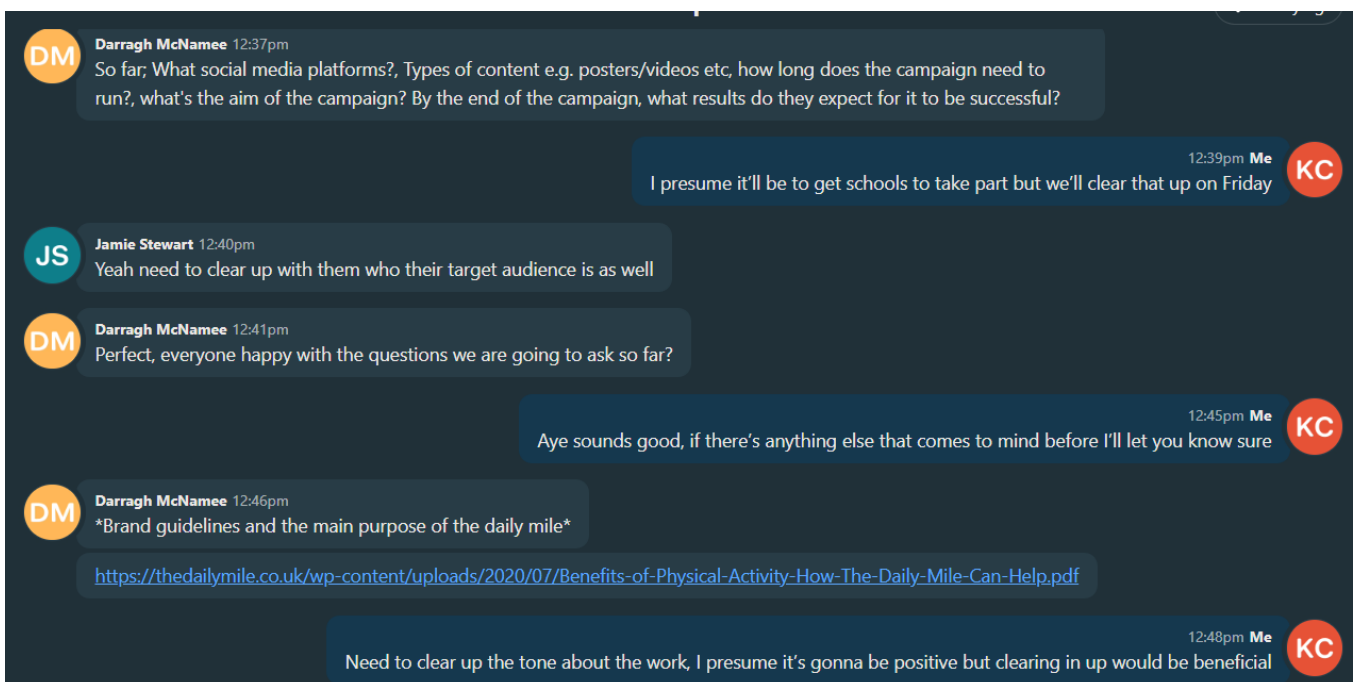 DM
Darragh McNamee 12:37pm
So far; What social media platforms?, Types of content e.g. posters/videos etc, how long does the campaign need to
run?, what's the aim of the campaign? By the end of the campaign, what results do they expect for it to be successful?
12:39pm Me
KC
I presume it'll be to get schools to take part but we'll clear that up on Friday
JS
Jamie Stewart 12:40pm
Yeah need to clear up with them who their target audience is as well
DM
Darragh McNamee 12:41pm
Perfect, everyone happy with the questions we are going to ask so far?
12:45pm Me
KC
Aye sounds good, if there's anything else that comes to mind before I'll let you know sure
DM
Darragh McNamee 12:46pm
*Brand guidelines and the main purpose of the daily mile*
https://thedailymile.co.uk/wp-content/uploads/2020/07/Benefits-of-Physical-Activity-How-The-Daily-Mile-Can-Help.pdf
12:48pm Me
KC
Need to clear up the tone about the work, I presume it's gonna be positive but clearing in up would be beneficial